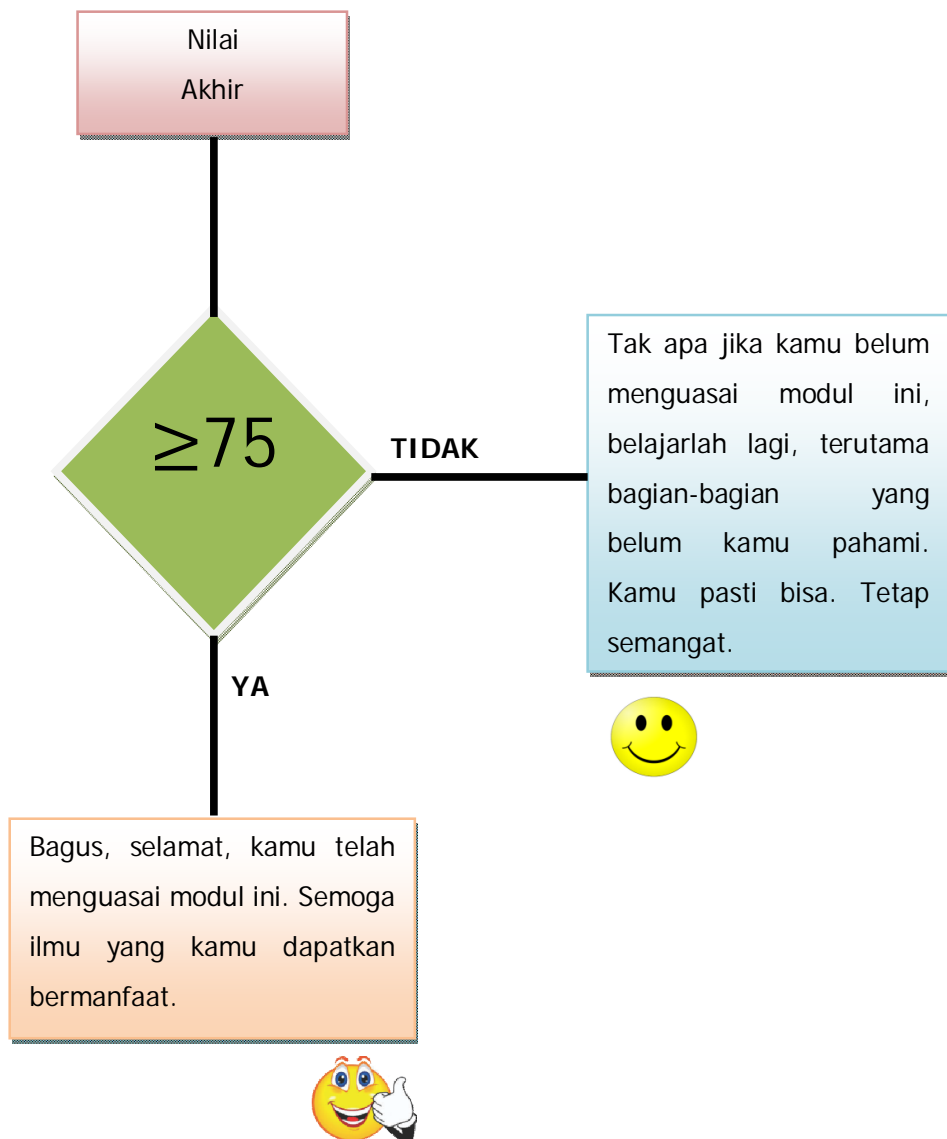 Nilai
Akhir
≥75
TIDAK
Tak apa jika kamu belum
menguasai modul ini,
belajarlah lagi, terutama
bagian-bagian yang
belum kamu pahami.
Kamu pasti bisa. Tetap
semangat.
YA
Bagus, selamat, kamu telah
menguasai modul ini. Semoga
ilmu yang kamu dapatkan
bermanfaat.